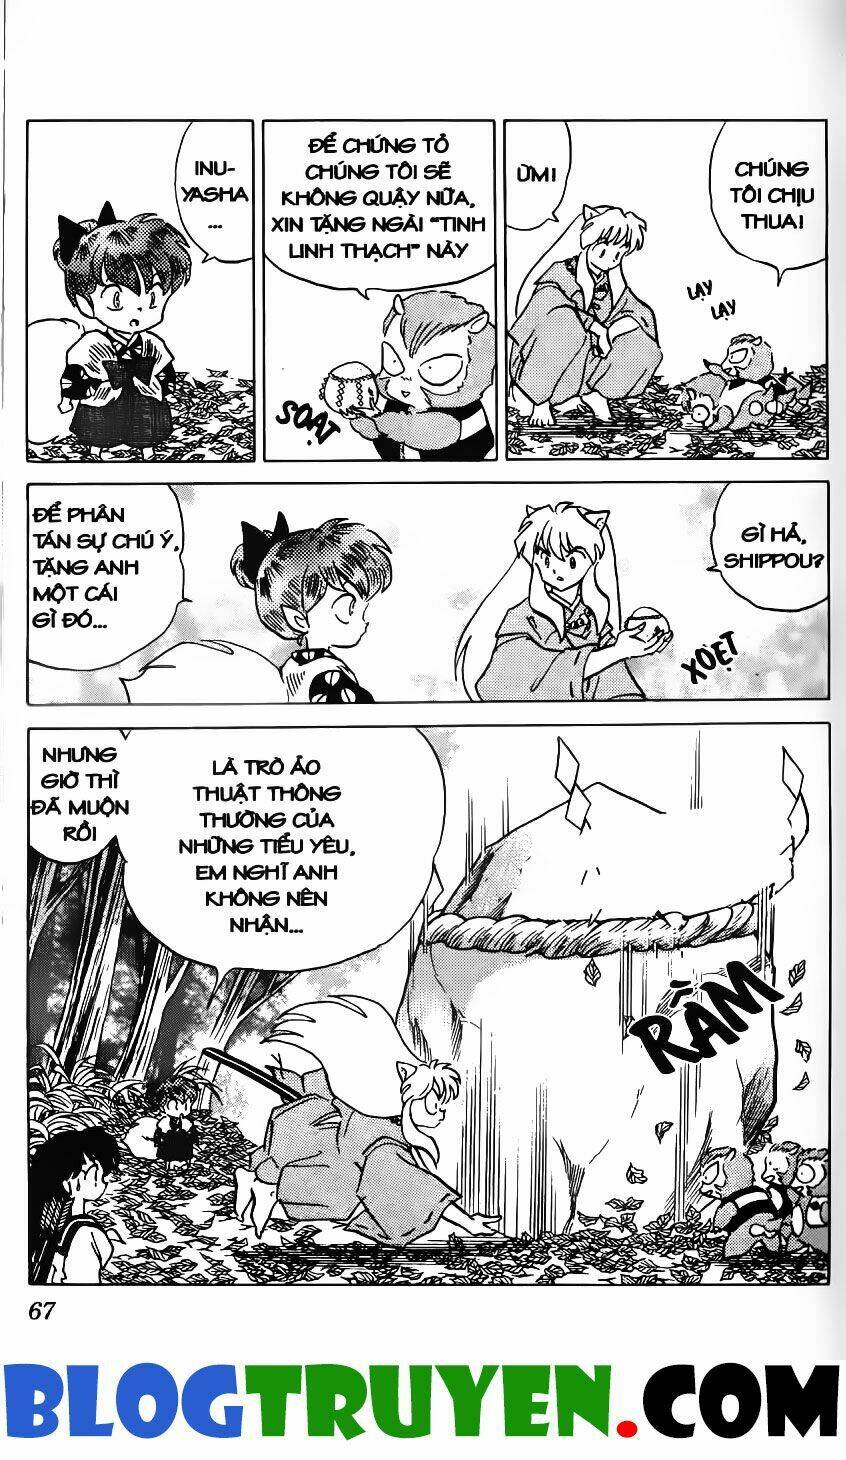 CHÚNG
TÔI CHỊU
THUA!
ỪM!
LẠY
LẠY
ĐỂ CHỨNG TỎ
CHÚNG TÔI SẼ
KHÔNG QUẬY NỮA,
XIN TẶNG NGÀI "TINH
LINH THẠCH" NÀY
SOẠT
INU-
YASHA
...
GÌ HẢ,
SHIPPOU?
XOẸT
ĐỂ PHÂN
TÁN SỰ CHÚ Ý,
TẶNG ANH
MỘT CÁI
GÌ ĐÓ...
LÀ TRÒ ẢO
THUẬT THÔNG
THƯỜNG CỦA
NHỮNG TIỂU YÊU,
EM NGHĨ ANH
KHÔNG NÊN
NHẬN...
NHƯNG
GIỜ THÌ
ĐÃ MUỘN
RỒI
RẦM
67
BLOGTRUYEN.COM